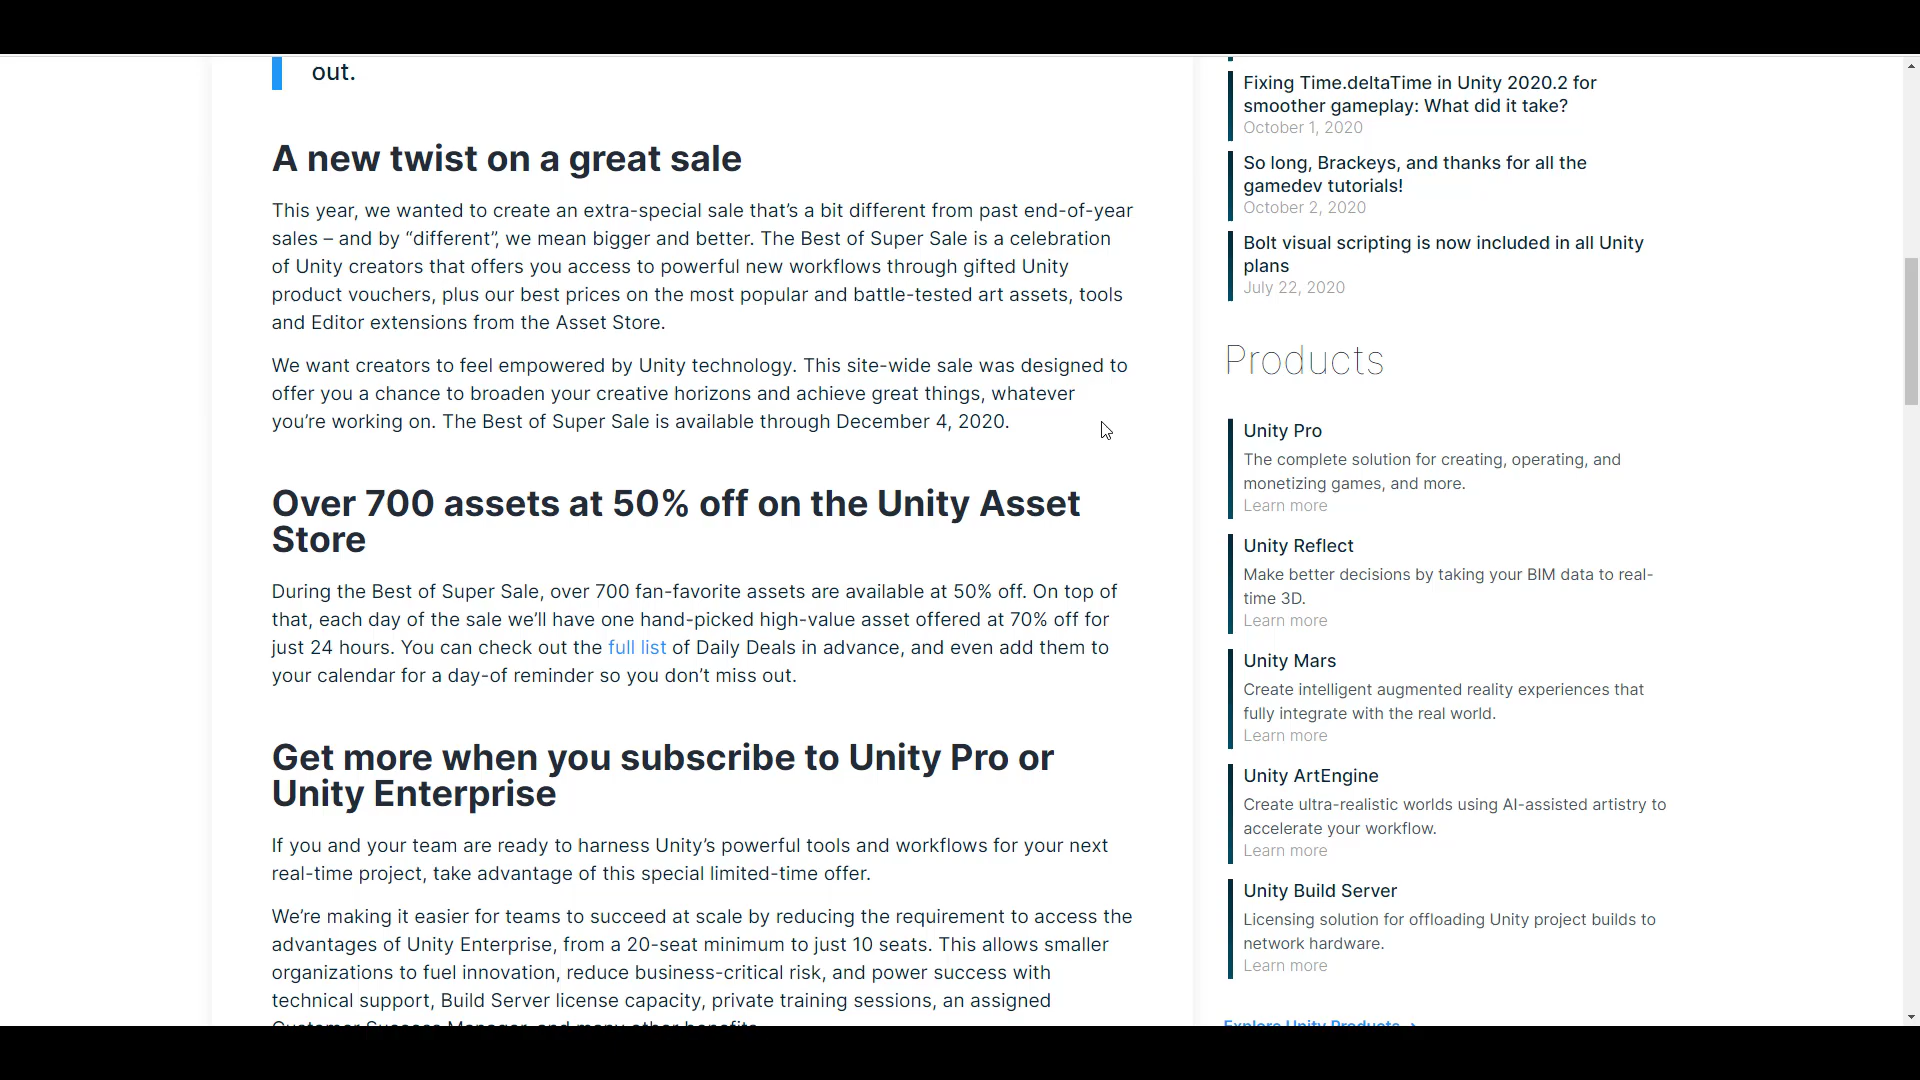 out.
A new twist on a great sale
This year, we wanted to create an extra-special sale that’s a bit different from past end-of-year
sales – and by “different”, we mean bigger and better. The Best of Super Sale is a celebration
of Unity creators that offers you access to powerful new workflows through gifted Unity
product vouchers, plus our best prices on the most popular and battle-tested art assets, tools
and Editor extensions from the Asset Store.
We want creators to feel empowered by Unity technology. This site-wide sale was designed to
offer you a chance to broaden your creative horizons and achieve great things, whatever
you’re working on. The Best of Super Sale is available through December 4, 2020.
Over 700 assets at 50% off on the Unity Asset
Store
During the Best of Super Sale, over 700 fan-favorite assets are available at 50% off. On top of
that, each day of the sale we’ll have one hand-picked high-value asset offered at 70% off for
just 24 hours. You can check out the full list of Daily Deals in advance, and even add them to
your calendar for a day-of reminder so you don’t miss out.
Get more when you subscribe to Unity Pro or
Unity Enterprise
If you and your team are ready to harness Unity’s powerful tools and workflows for your next
real-time project, take advantage of this special limited-time offer.
We’re making it easier for teams to succeed at scale by reducing the requirement to access the
advantages of Unity Enterprise, from a 20-seat minimum to just 10 seats. This allows smaller
organizations to fuel innovation, reduce business-critical risk, and power success with
technical support, Build Server license capacity, private training sessions, an assigned
Customer Success Manager, and many other benefits.
Fixing Time.deltaTime in Unity 2020.2 for
smoother gameplay: What did it take?
October 1, 2020
So long, Brackeys, and thanks for all the
gamedev tutorials!
October 2, 2020
Bolt visual scripting is now included in all Unity
plans
July 22, 2020
Products
Unity Pro
The complete solution for creating, operating, and
monetizing games, and more.
Learn more
Unity Reflect
Make better decisions by taking your BIM data to real-
time 3D.
Learn more
Unity Mars
Create intelligent augmented reality experiences that
fully integrate with the real world.
Learn more
Unity ArtEngine
Create ultra-realistic worlds using AI-assisted artistry to
accelerate your workflow.
Learn more
Unity Build Server
Licensing solution for offloading Unity project builds to
network hardware.
Learn more
Explore Unity Products